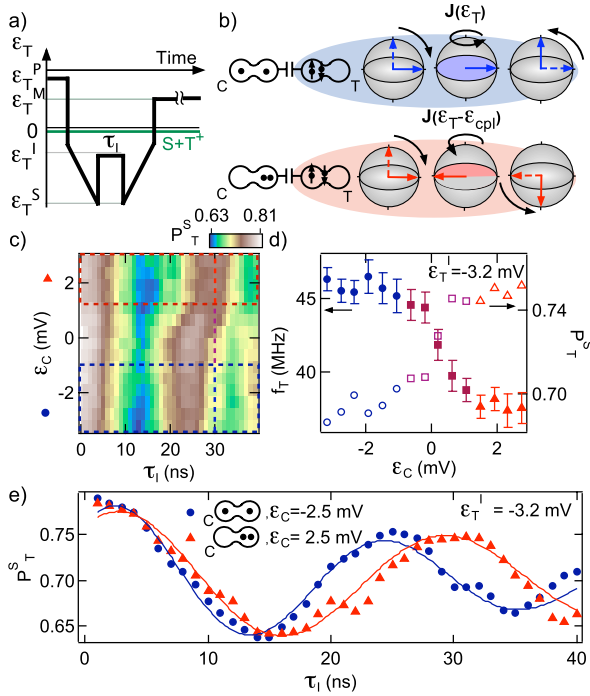 a)
ε_T
Time
ε_T^P
ε_T^M
0
S+T⁺
τ_I
ε_T^I
ε_T^S
b)
J(ε_T)
C
T
J(ε_T-ε_cpl)
C
T
c)
P_T^S
0.63
0.81
ε_C (mV)
2
0
-2
0
10
20
30
τ_I (ns)
d)
ε_T^I=-3.2 mV
f_T (MHz)
45
40
0.74
0.70
P_T^S
-2
0
2
ε_C (mV)
e)
C ,ε_C=-2.5 mV
C ,ε_C= 2.5 mV
ε_T^I = -3.2 mV
P_T^S
0.75
0.70
0.65
0
10
20
30
40
τ_I (ns)